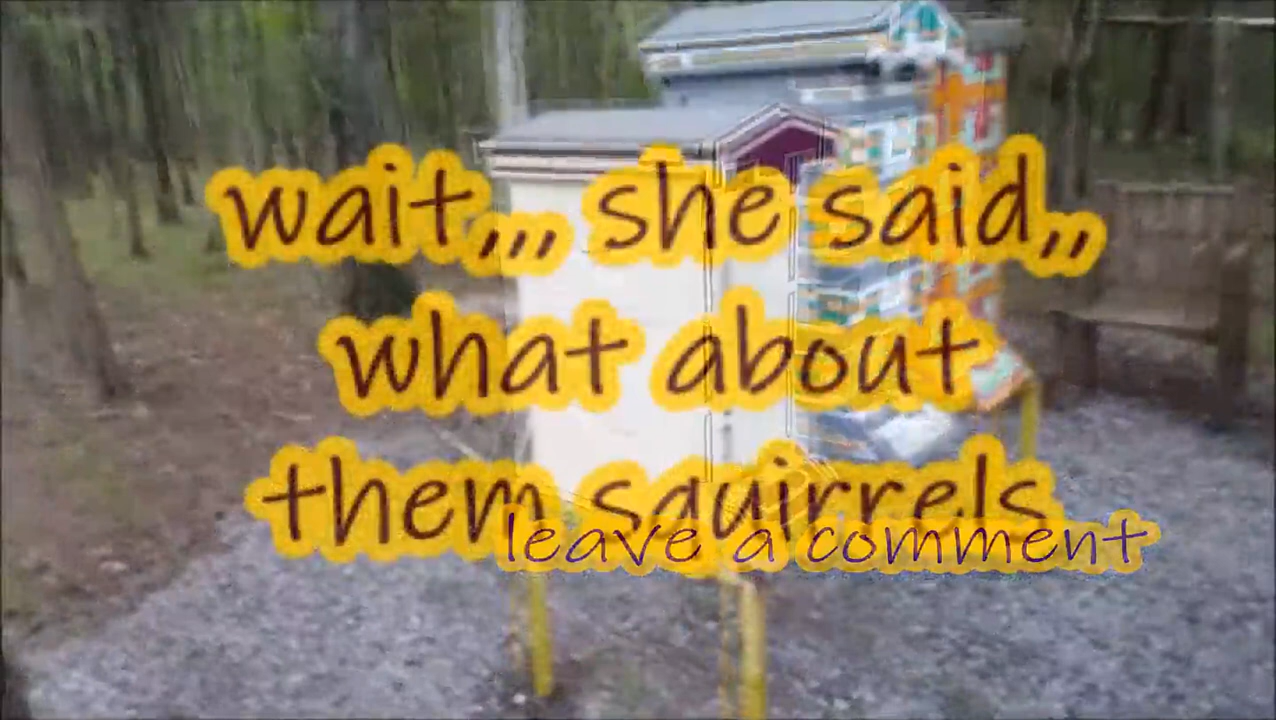 wait,,, she said,,
what about
them squirrels
leave a comment